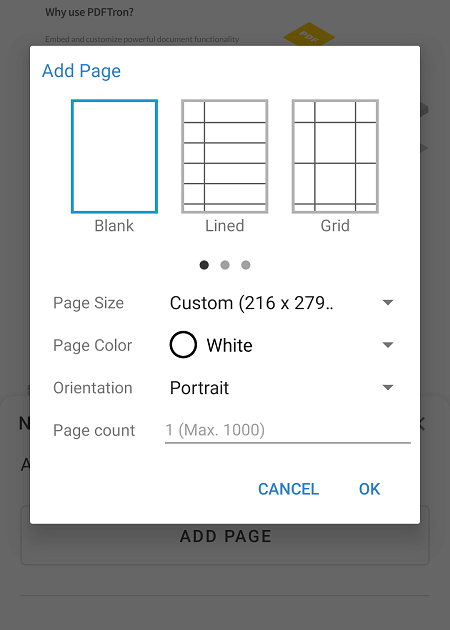 Why use PDFTron?
Embed and customize powerful document functionality
PDF
Add Page
Blank Lined Grid
Page Size Custom (216 x 279..
Page Color White
Orientation Portrait
Page count 1 (Max. 1000)
CANCEL OK
N
A
ADD PAGE